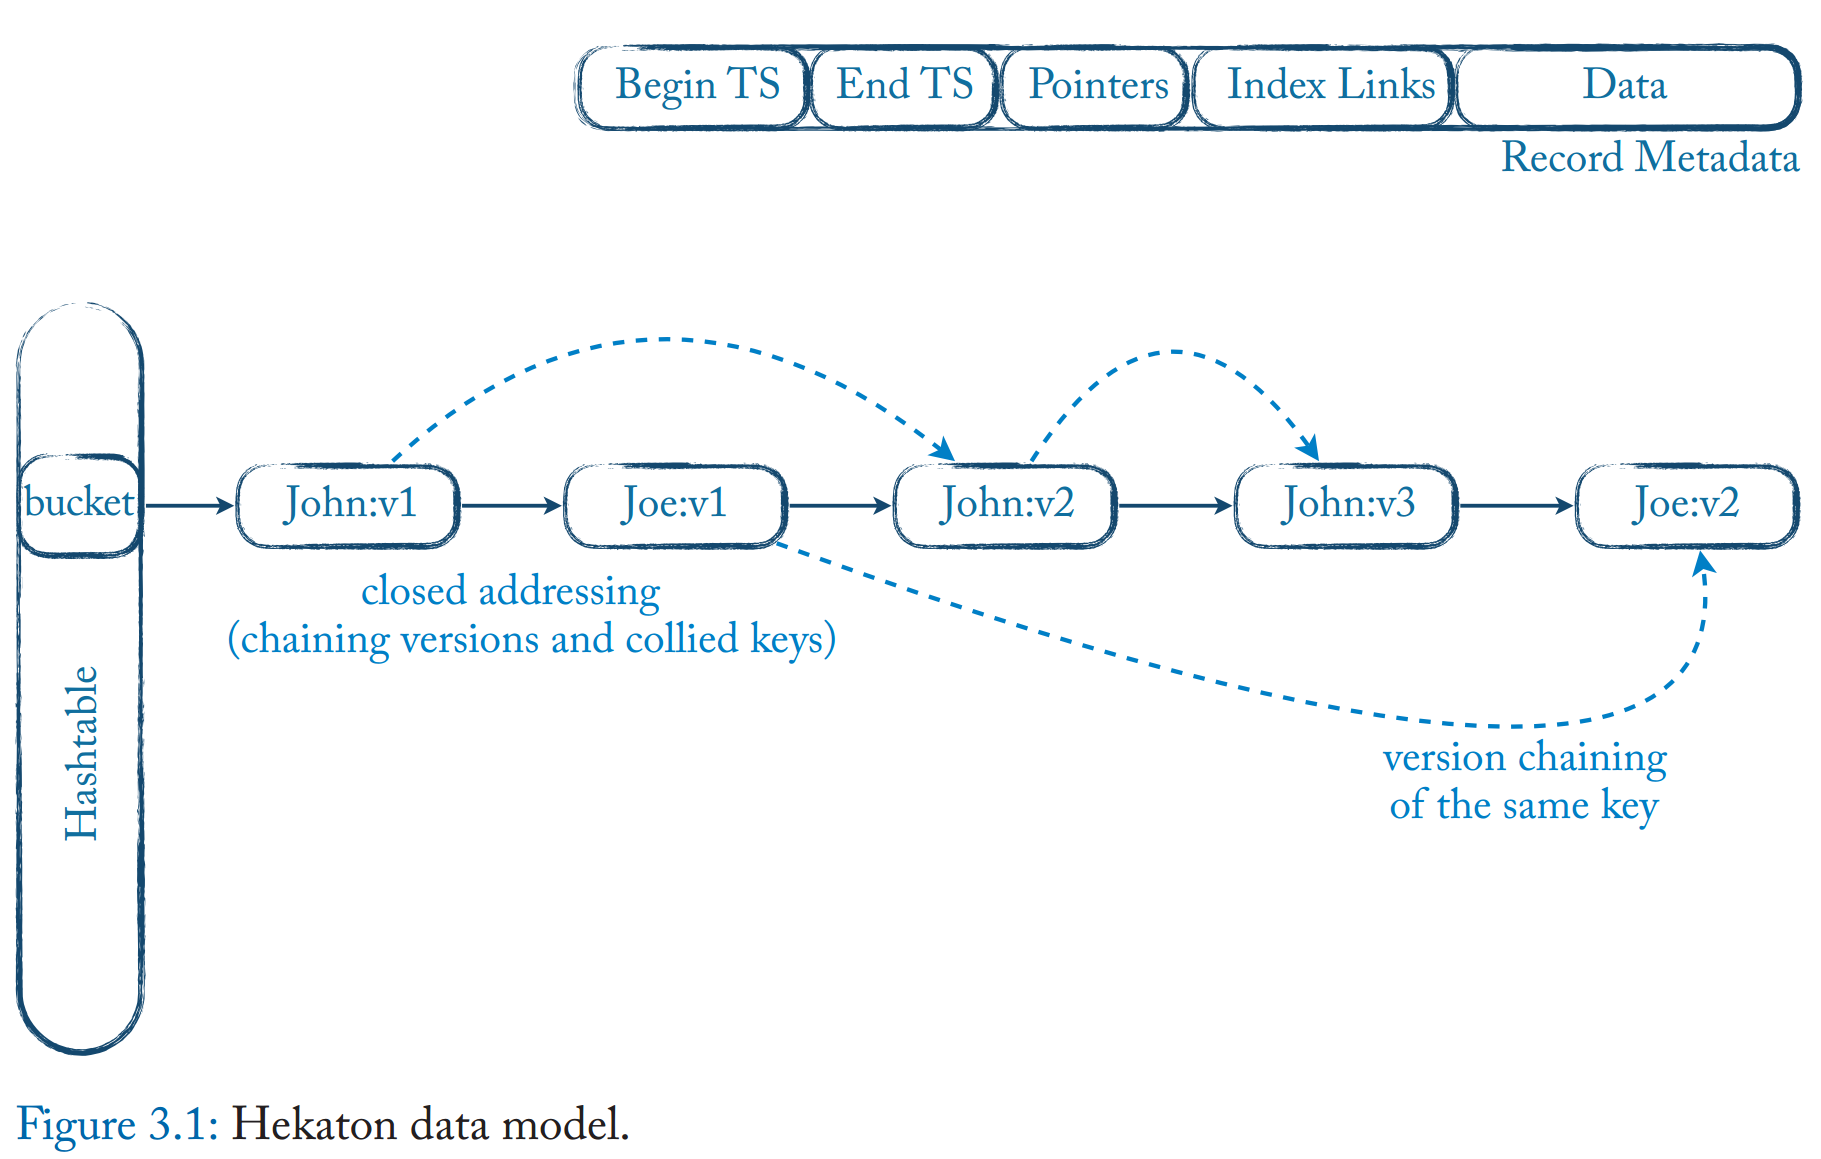 Begin TS End TS Pointers Index Links Data
Record Metadata
bucket John:v1 Joe:v1 John:v2 John:v3 Joe:v2
closed addressing
(chaining versions and collied keys)
Hashtable
version chaining
of the same key
Figure 3.1: Hekaton data model.